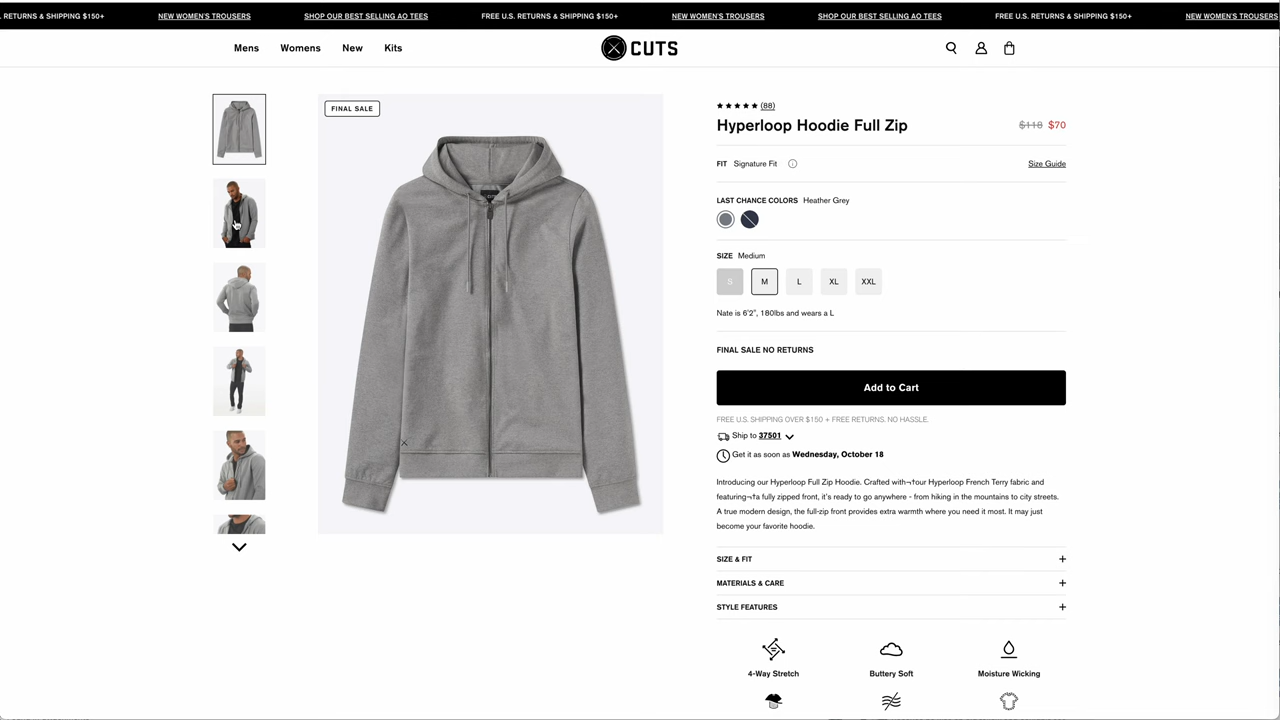 RETURNS & SHIPPING $150+ NEW WOMEN'S TROUSERS SHOP OUR BEST SELLING AO TEES FREE U.S. RETURNS & SHIPPING $150+ NEW WOMEN'S TROUSERS SHOP OUR BEST SELLING AO TEES FREE U.S. RETURNS & SHIPPING $150+ NEW WOMEN'S TROUSERS
Mens Womens New Kits CUTS
FINAL SALE
(88)
Hyperloop Hoodie Full Zip $118 $70
FIT Signature Fit Size Guide
LAST CHANCE COLORS Heather Grey
SIZE Medium
S M L XL XXL
Nate is 6'2", 180lbs and wears a L
FINAL SALE NO RETURNS
Add to Cart
FREE U.S. SHIPPING OVER $150 + FREE RETURNS. NO HASSLE.
Ship to 37501
Get it as soon as Wednesday, October 18
Introducing our Hyperloop Full Zip Hoodie. Crafted with¬†our Hyperloop French Terry fabric and
featuring¬†a fully zipped front, it's ready to go anywhere - from hiking in the mountains to city streets.
A true modern design, the full-zip front provides extra warmth where you need it most. It may just
become your favorite hoodie.
SIZE & FIT +
MATERIALS & CARE +
STYLE FEATURES +
4-Way Stretch Buttery Soft Moisture Wicking